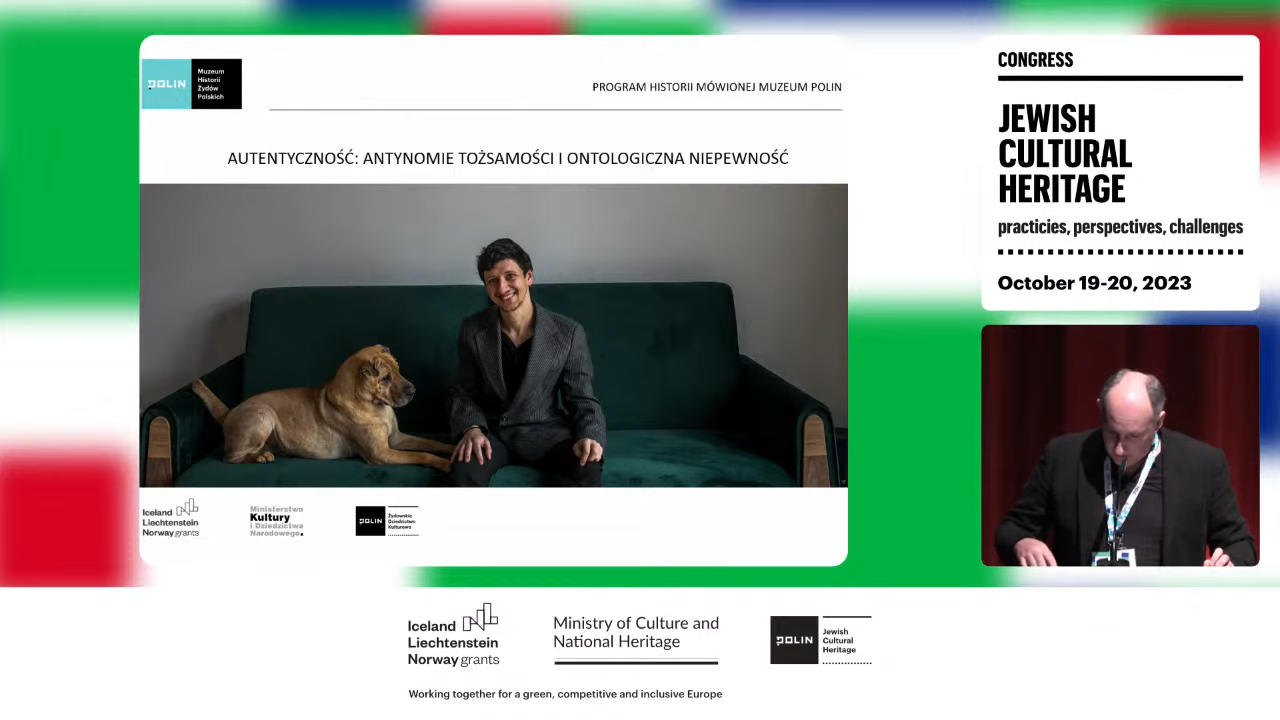 POLIN
Muzeum
Historii
Żydów
Polskich
PROGRAM HISTORII MÓWIONEJ MUZEUM POLIN
AUTENTYCZNOŚĆ: ANTYNOMIE TOŻSAMOŚCI I ONTOLOGICZNA NIEPEWNOŚĆ
Iceland
Liechtenstein
Norway grants
Ministerstwo
Kultury
i Dziedzictwa
Narodowego.
POLIN
Żydowskie
Dziedzictwo
Kulturowe
CONGRESS
JEWISH
CULTURAL
HERITAGE
practicies, perspectives, challenges
October 19-20, 2023
Iceland
Liechtenstein
Norway grants
Ministry of Culture and
National Heritage
POLIN
Jewish
Cultural
Heritage
Working together for a green, competitive and inclusive Europe